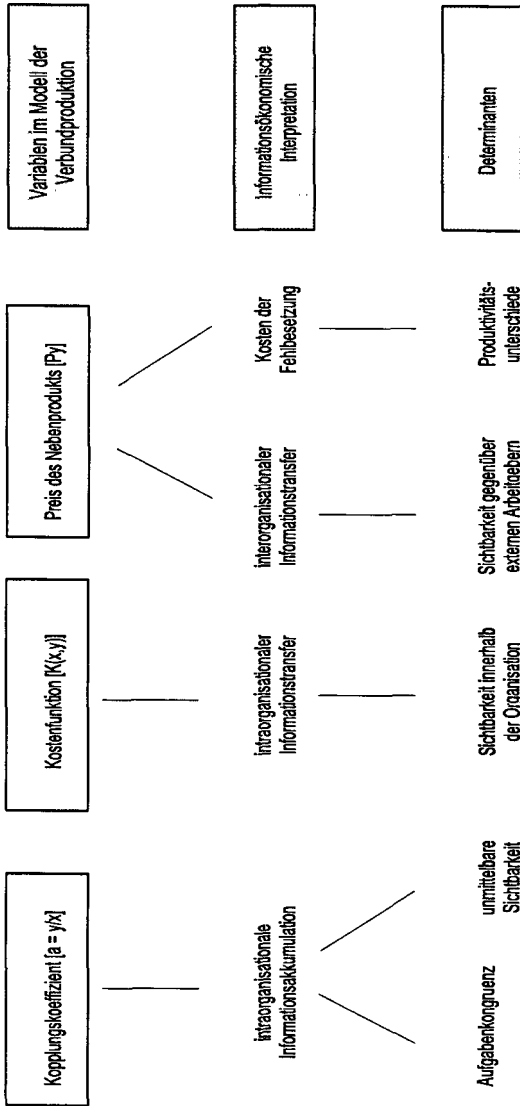 Kopplungskoeffizient [a = y/x]
Kostenfunktion [K(x,y)]
Preis des Nebenprodukts [Py]
Variablen im Modell der
Verbundproduktion
intraorganisationale
Informationsakkumulation
intraorganisationaler
Informationstransfer
interorganisationaler
Informationstransfer
Kosten der
Fehlbesetzung
Informationsökonomische
Interpretation
Aufgabenkongruenz
unmittelbare
Sichtbarkeit
Sichtbarkeit innerhalb
der Organisation
Sichtbarkeit gegenüber
externen Arbeitgebern
Produktivitäts-
unterschiede
Determinanten